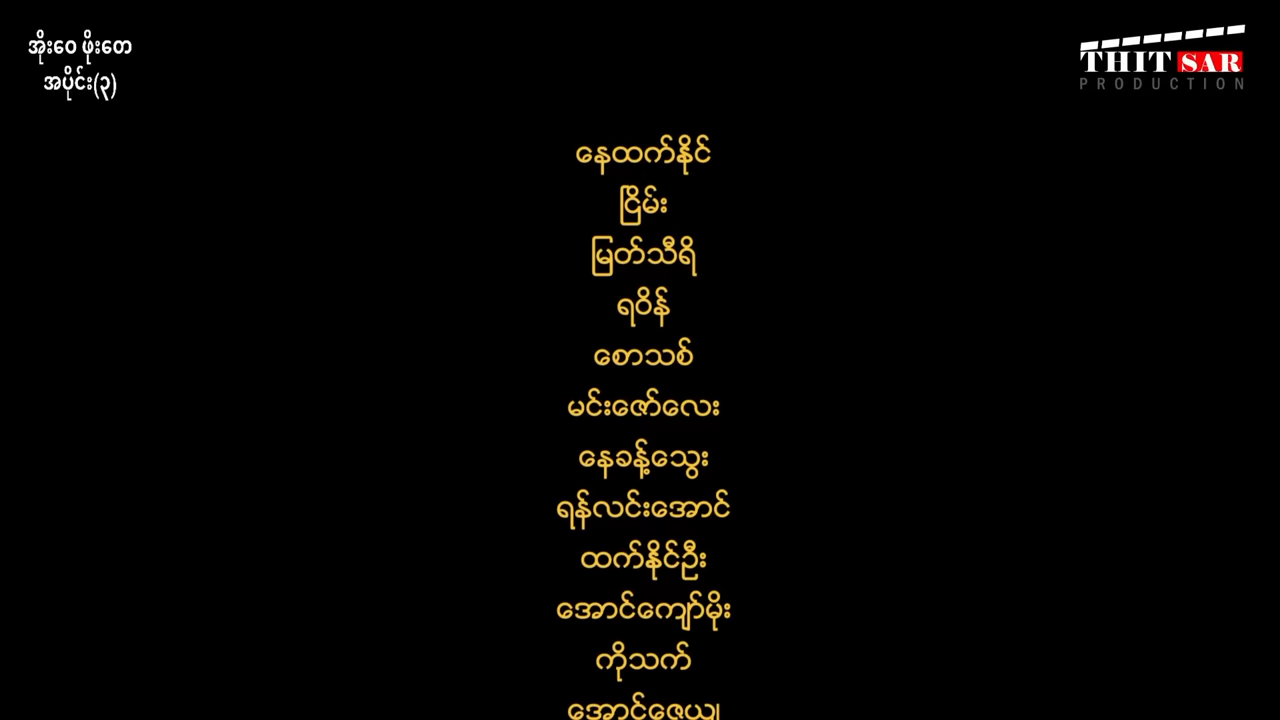 အိုးဝေ ဖိုးတေ
အပိုင်း(၃)
THIT SAR
PRODUCTION
နေထက်နိုင်
ငြိမ်း
မြတ်သီရိ
ရဝိန်
စောသစ်
မင်းဇော်လေး
နေခန့်သွေး
ရန်လင်းအောင်
ထက်နိုင်ဦး
အောင်ကျော်မိုး
ကိုသက်